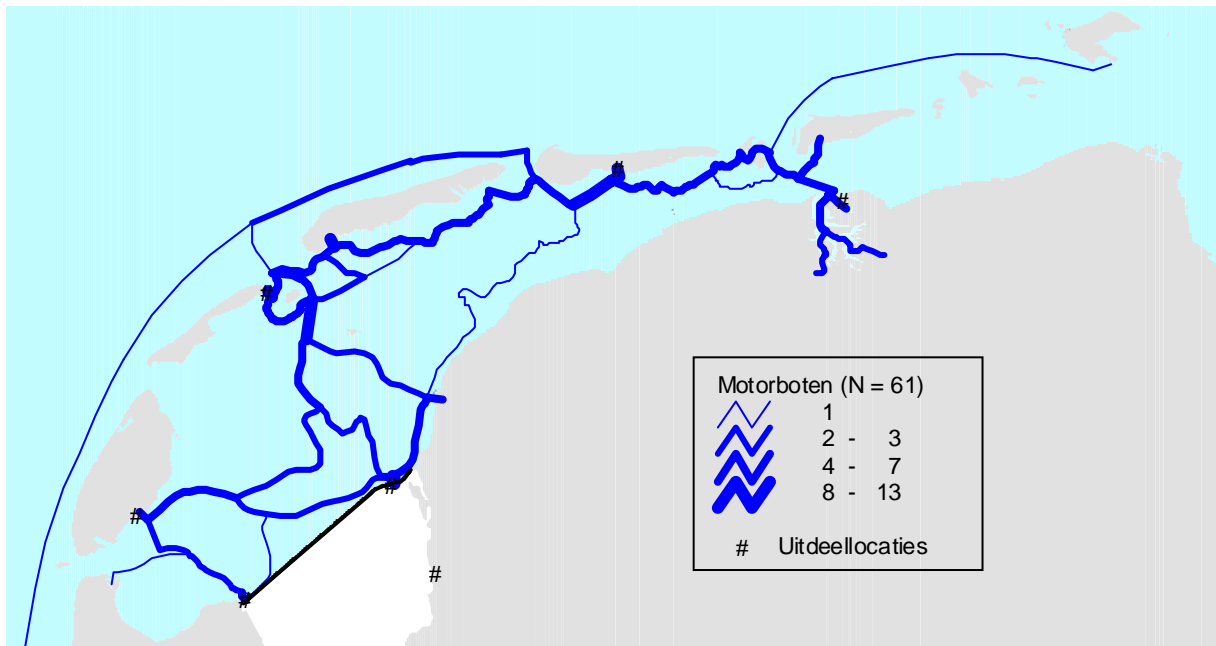 #
#
#
#
#
#
#
Motorboten (N = 61)
1
2 - 3
4 - 7
8 - 13
# Uitdeellocaties